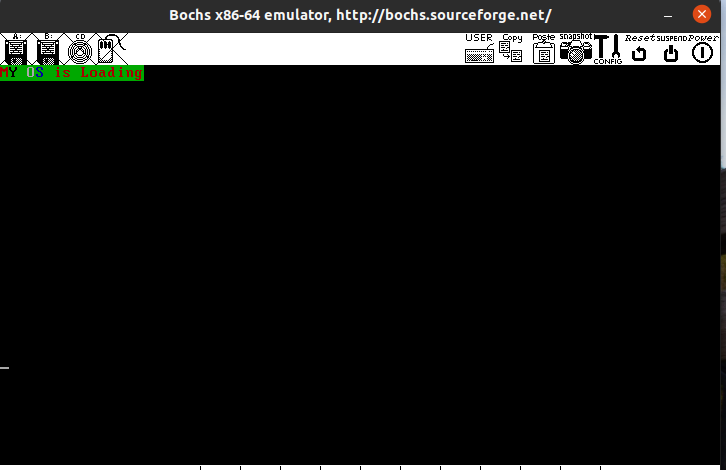 Bochs x86-64 emulator, http://bochs.sourceforge.net/
A: B: CD USER Copy Paste snapshot CONFIG Reset SUSPEND Power
MY OS is Loading